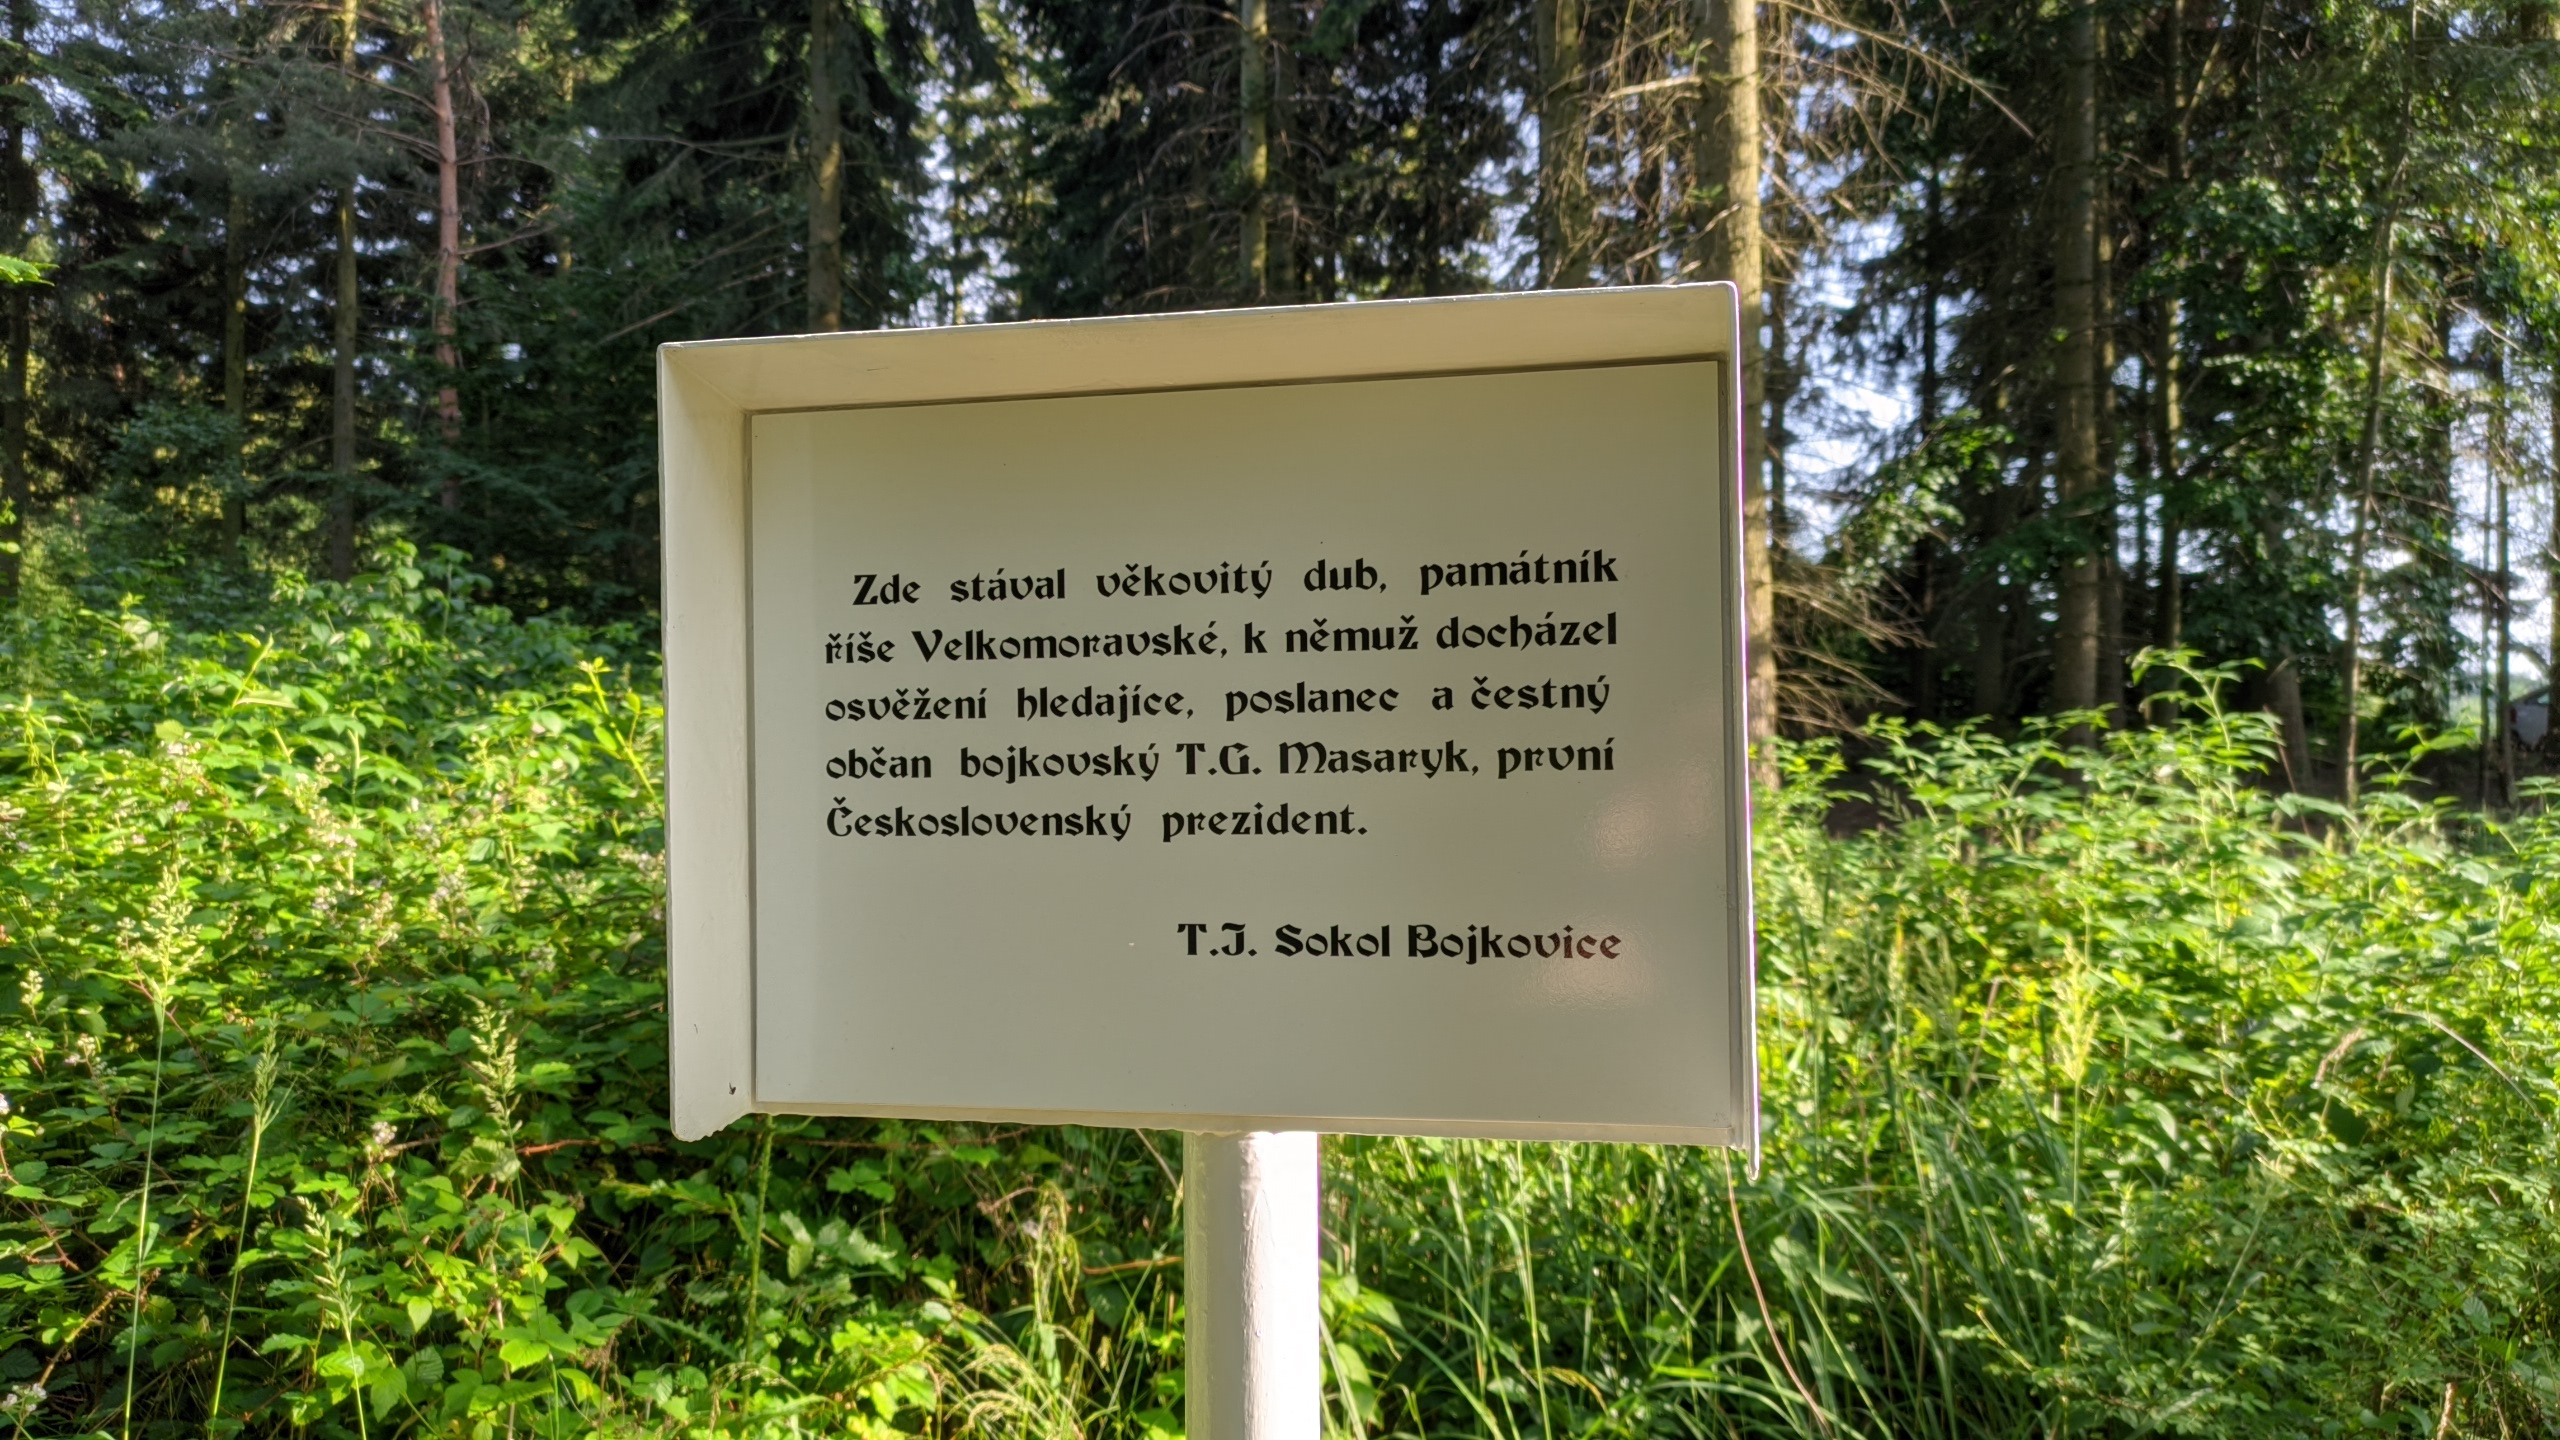 Zde stával věkovitý dub, památník
říše Velkomoravské, k němuž docházel
osvěžení hledajíce, poslanec a čestný
občan bojkovský T.G. Masaryk, první
Československý prezident.
T.J. Sokol Bojkovice